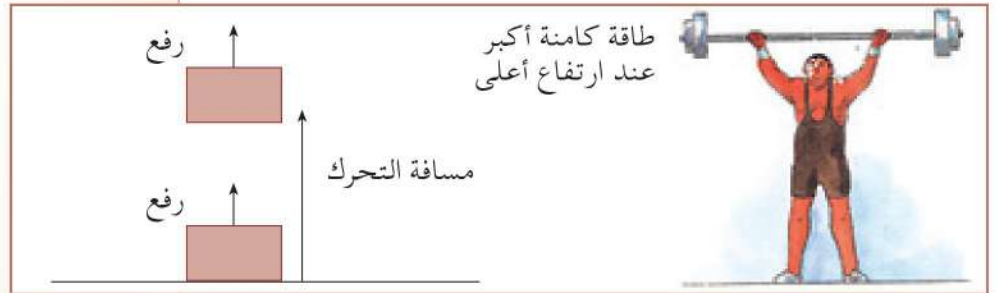 طاقة كامنة أكبر
عند ارتفاع أعلى
رفع
مسافة التحرك
رفع